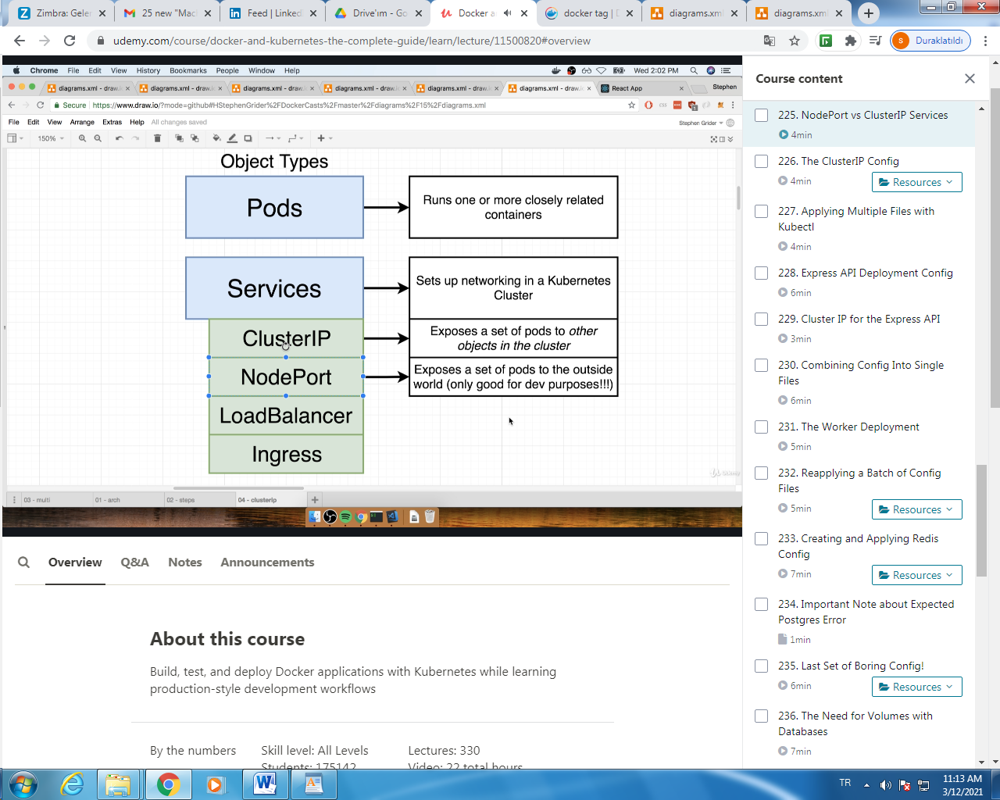 Zimbra: Geler
25 new "Mac
Feed | Linked
Drive'ım - Go
Docker a
docker tag | D
diagrams.xml
diagrams.xml
udemy.com/course/docker-and-kubernetes-the-complete-guide/learn/lecture/11500820#overview
S
Duraklatıldı
Chrome File Edit View History Bookmarks People Window Help
Wed 2:02 PM
diagrams.xml - draw.i
diagrams.xml - draw.i
diagrams.xml - draw.i
diagrams.xml - draw.i
diagrams.xml - draw.i
diagrams.xml - draw.i
React App
Stephen
Secure | https://www.draw.io/?mode=github#HStephenGrider%2FDockerCasts%2Fmaster%2Fdiagrams%2F15%2Fdiagrams.xml
File Edit View Arrange Extras Help All changes saved
Stephen Grider
150%
Object Types
Pods
Runs one or more closely related
containers
Services
Sets up networking in a Kubernetes
Cluster
ClusterIP
Exposes a set of pods to other
objects in the cluster
NodePort
Exposes a set of pods to the outside
world (only good for dev purposes!!!)
LoadBalancer
Ingress
Udemy
03 - multi
01 - arch
02 - steps
04 - clusterip
Overview
Q&A
Notes
Announcements
About this course
Build, test, and deploy Docker applications with Kubernetes while learning
production-style development workflows
By the numbers
Skill level: All Levels
Students: 175142
Lectures: 330
Video: 22 total hours
Course content
225. NodePort vs ClusterIP Services
4min
226. The ClusterIP Config
4min
Resources
227. Applying Multiple Files with
Kubectl
4min
228. Express API Deployment Config
6min
229. Cluster IP for the Express API
3min
230. Combining Config Into Single
Files
6min
231. The Worker Deployment
5min
232. Reapplying a Batch of Config
Files
5min
Resources
233. Creating and Applying Redis
Config
7min
Resources
234. Important Note about Expected
Postgres Error
1min
235. Last Set of Boring Config!
6min
Resources
236. The Need for Volumes with
Databases
7min
TR
11:13 AM
3/12/2021